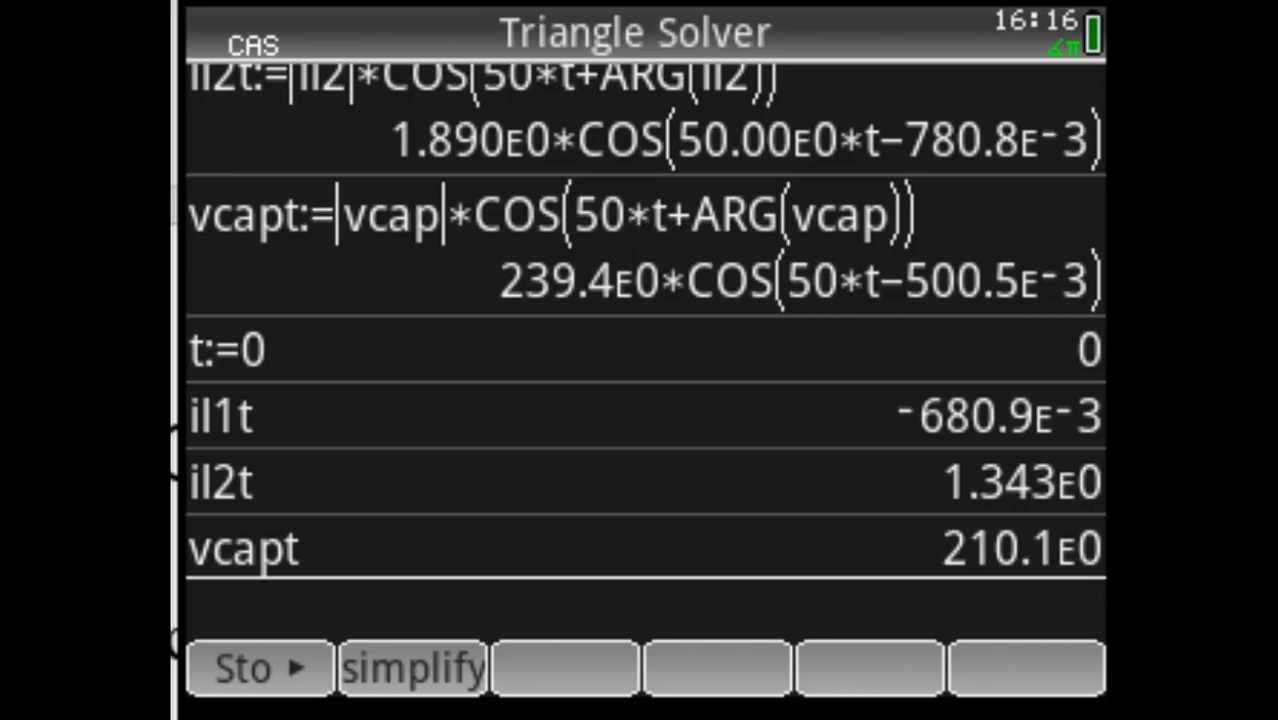 Triangle Solver
16:16
CAS
∡π
il2t:=|il2|*COS(50*t+ARG(il2))
1.890E0*COS(50.00E0*t-780.8E-3)
vcapt:=|vcap|*COS(50*t+ARG(vcap))
239.4E0*COS(50*t-500.5E-3)
t:=0
0
il1t
-680.9E-3
il2t
1.343E0
vcapt
210.1E0
Sto ▸
simplify